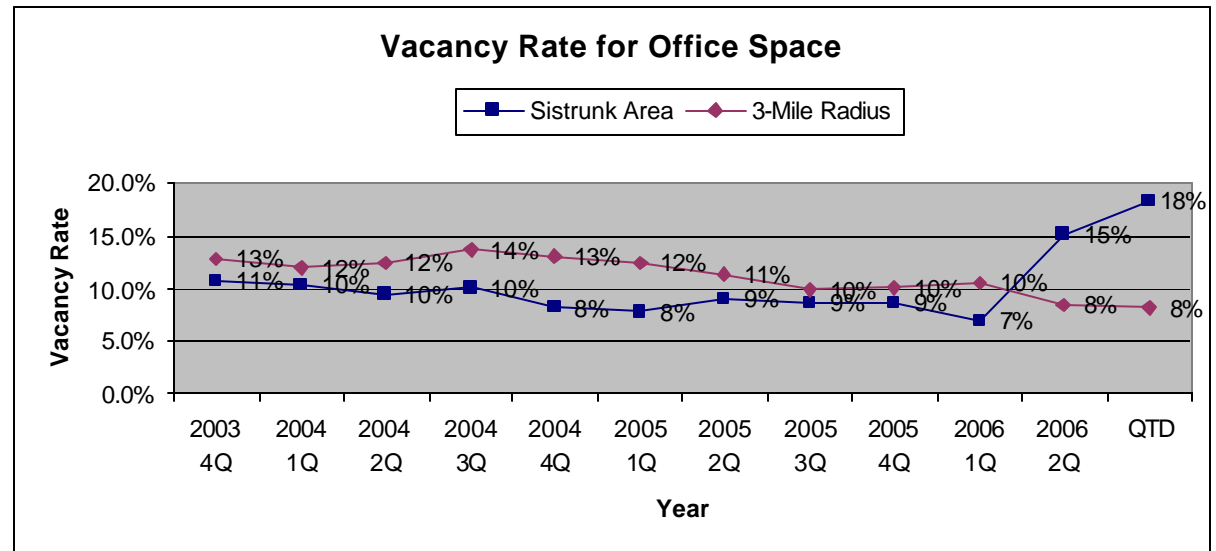 Vacancy Rate for Office Space
Sistrunk Area 3-Mile Radius
Vacancy Rate
20.0%
15.0%
10.0%
5.0%
0.0%
13% 12% 12% 14% 13% 12% 11% 10% 10% 10% 8% 8%
11% 10% 10% 10% 8% 8% 9% 9% 9% 7% 15% 18%
2003 2004 2004 2004 2004 2005 2005 2005 2005 2006 2006 QTD
4Q 1Q 2Q 3Q 4Q 1Q 2Q 3Q 4Q 1Q 2Q
Year